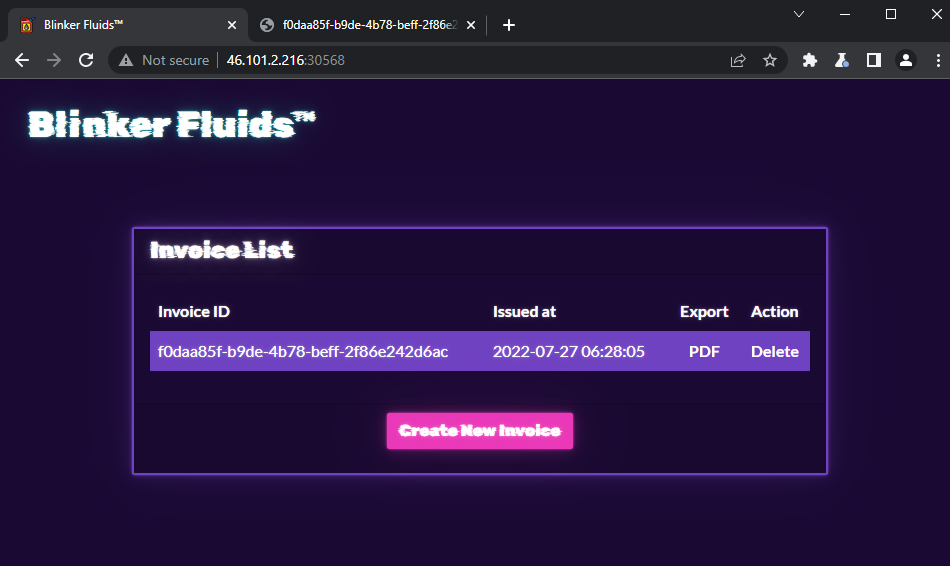 Blinker Fluids™
f0daa85f-b9de-4b78-beff-2f86e2
Not secure
46.101.2.216:30568
Blinker Fluids™
Invoice List
Invoice ID Issued at Export Action
f0daa85f-b9de-4b78-beff-2f86e242d6ac 2022-07-27 06:28:05 PDF Delete
Create New Invoice